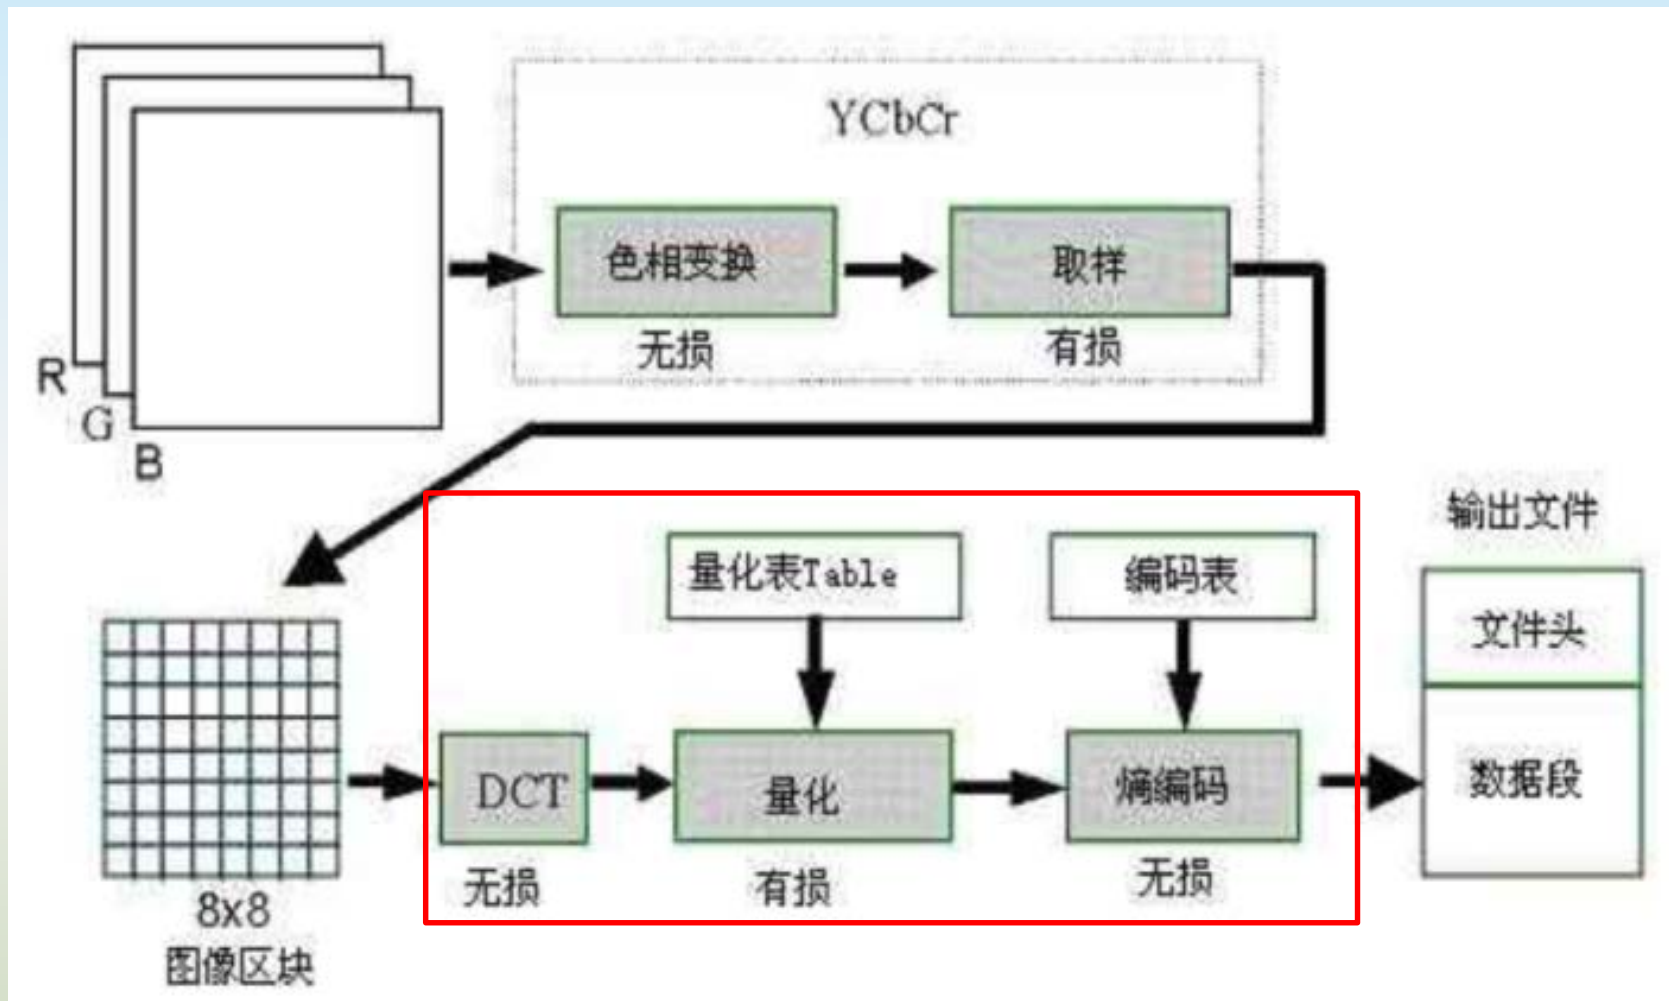 R
G
B
YCbCr
色相变换
取样
无损
有损
8x8
图像区块
量化表Table
编码表
DCT
量化
熵编码
无损
有损
无损
输出文件
文件头
数据段